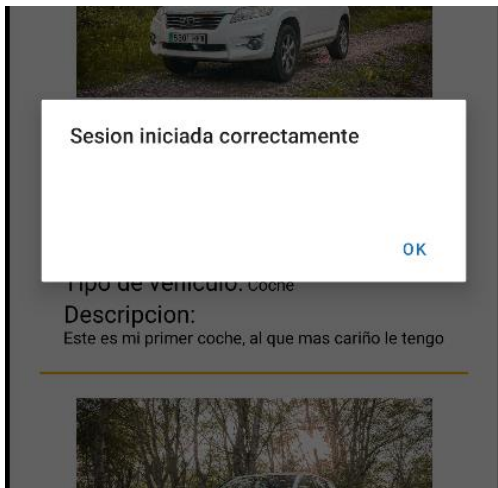 Sesion iniciada correctamente
OK
Tipo de vehiculo: Coche
Descripcion:
Este es mi primer coche, al que mas cariño le tengo